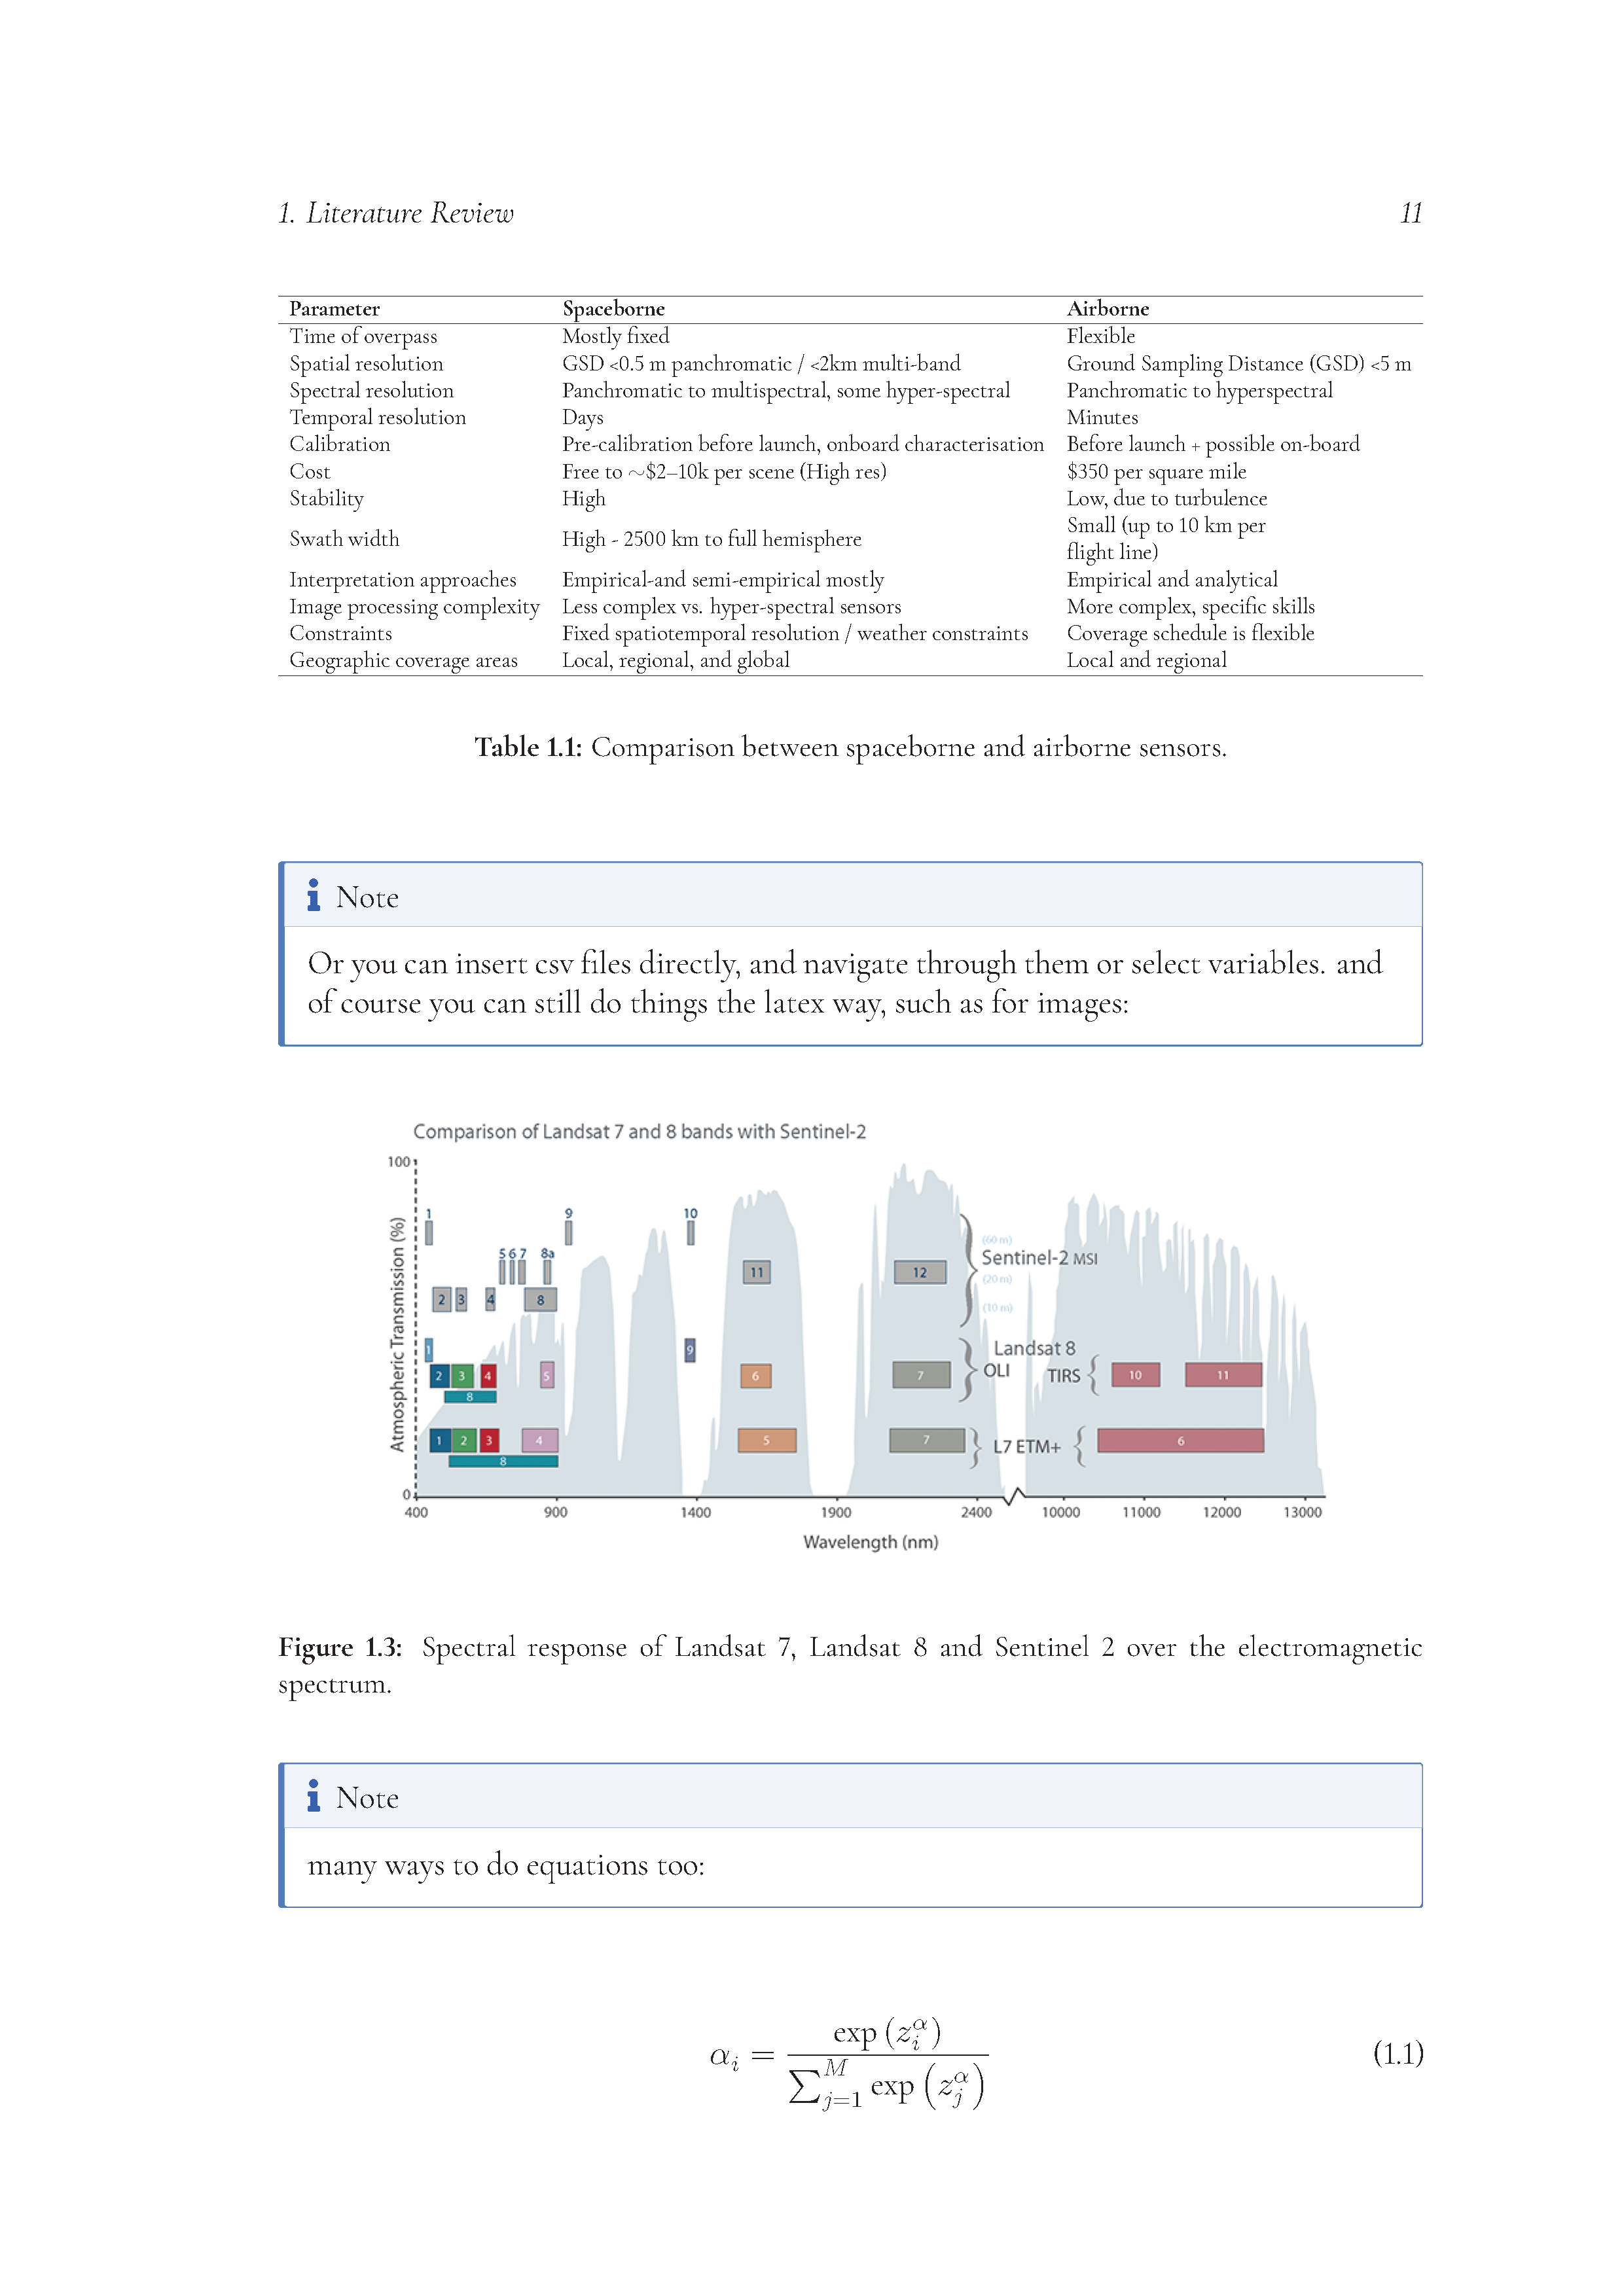 1. Literature Review 11
Parameter Spaceborne Airborne
Time of overpass Mostly fixed Flexible
Spatial resolution GSD <0.5 m panchromatic / <2km multi-band Ground Sampling Distance (GSD) <5 m
Spectral resolution Panchromatic to multispectral, some hyper-spectral Panchromatic to hyperspectral
Temporal resolution Days Minutes
Calibration Pre-calibration before launch, onboard characterisation Before launch + possible on-board
Cost Free to ∼$2–10k per scene (High res) $350 per square mile
Stability High Low, due to turbulence
Swath width High - 2500 km to full hemisphere Small (up to 10 km per
flight line)
Interpretation approaches Empirical-and semi-empirical mostly Empirical and analytical
Image processing complexity Less complex vs. hyper-spectral sensors More complex, specific skills
Constraints Fixed spatiotemporal resolution / weather constraints Coverage schedule is flexible
Geographic coverage areas Local, regional, and global Local and regional
Table 1.1: Comparison between spaceborne and airborne sensors.
i Note
Or you can insert csv files directly, and navigate through them or select variables. and
of course you can still do things the latex way, such as for images:
Comparison of Landsat 7 and 8 bands with Sentinel-2
100
Atmospheric Transmission (%)
1 9 10
(60 m)
5 6 7 8a
Sentinel-2 MSI
11 12
(20 m)
2 3 4 8
(10 m)
1 9
Landsat 8
2 3 4 5 6 7 OLI TIRS 10 11
8
1 2 3 4 5 7 L7 ETM+ 6
8
0
400 900 1400 1900 2400 10000 11000 12000 13000
Wavelength (nm)
Figure 1.3: Spectral response of Landsat 7, Landsat 8 and Sentinel 2 over the electromagnetic
spectrum.
i Note
many ways to do equations too:
α_i = exp (z_i^α) / ∑_{j=1}^M exp (z_j^α) (1.1)